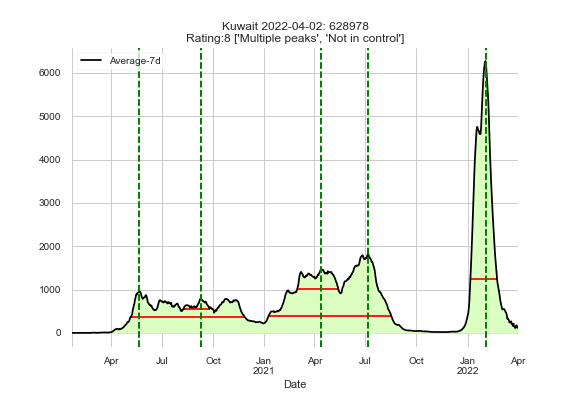 Kuwait 2022-04-02: 628978
Rating:8 ['Multiple peaks', 'Not in control']
Average-7d
6000
5000
4000
3000
2000
1000
0
Apr Jul Oct Jan Apr Jul Oct Jan Apr
2021 2022
Date